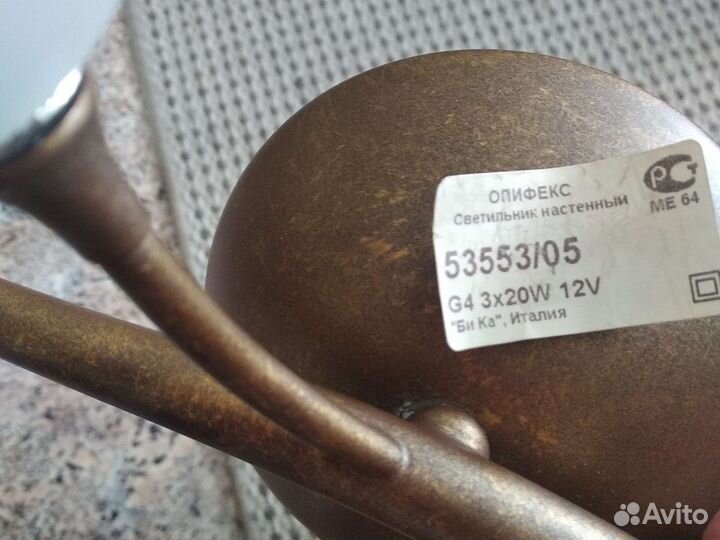 ОПИФЕКС
Светильник настенный
53553/05
G4 3x20W 12V
"Би Ка", Италия
РСТ
МЕ 64
Avito